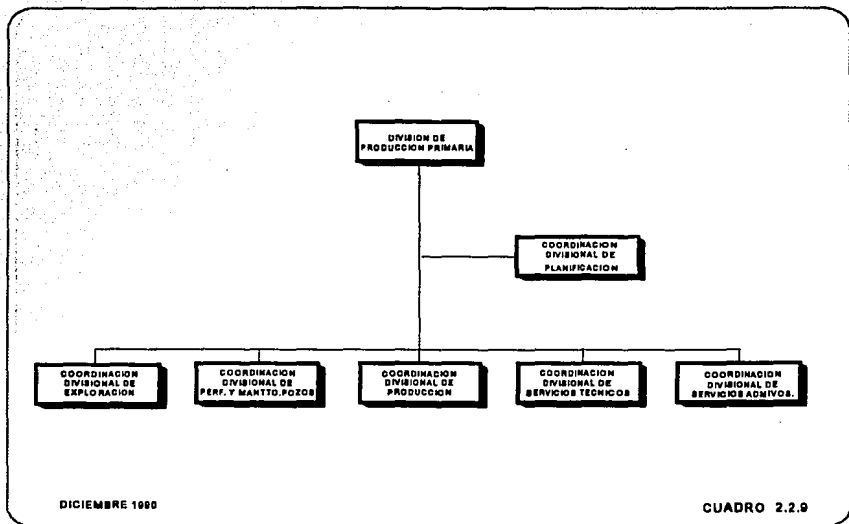 DIVISION DE
PRODUCCION PRIMARIA
COORDINACION
DIVISIONAL DE
PLANIFICACION
COORDINACION
DIVISIONAL DE
EXPLORACION
COORDINACION
DIVISIONAL DE
PERF. Y MANTTO. POZOS
COORDINACION
DIVISIONAL DE
PRODUCCION
COORDINACION
DIVISIONAL DE
SERVICIOS TECNICOS
COORDINACION
DIVISIONAL DE
SERVICIOS ADMIVOS.
DICIEMBRE 1990
CUADRO 2.2.9